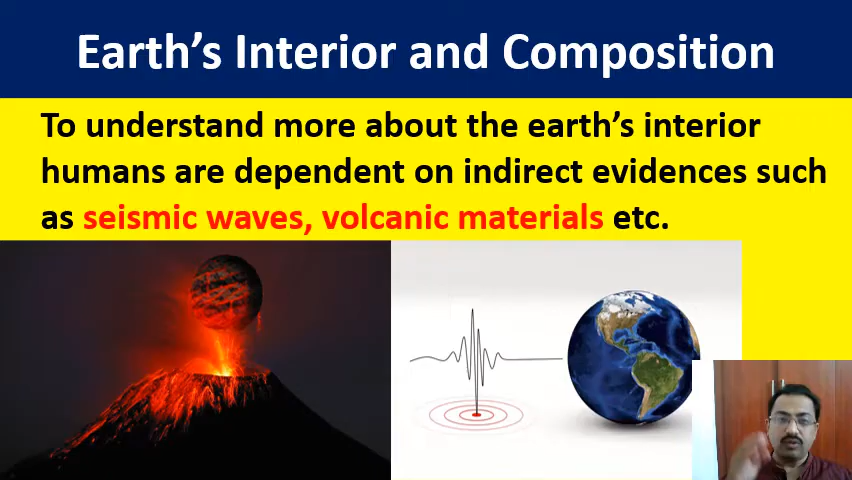 Earth’s Interior and Composition
To understand more about the earth’s interior
humans are dependent on indirect evidences such
as seismic waves, volcanic materials etc.